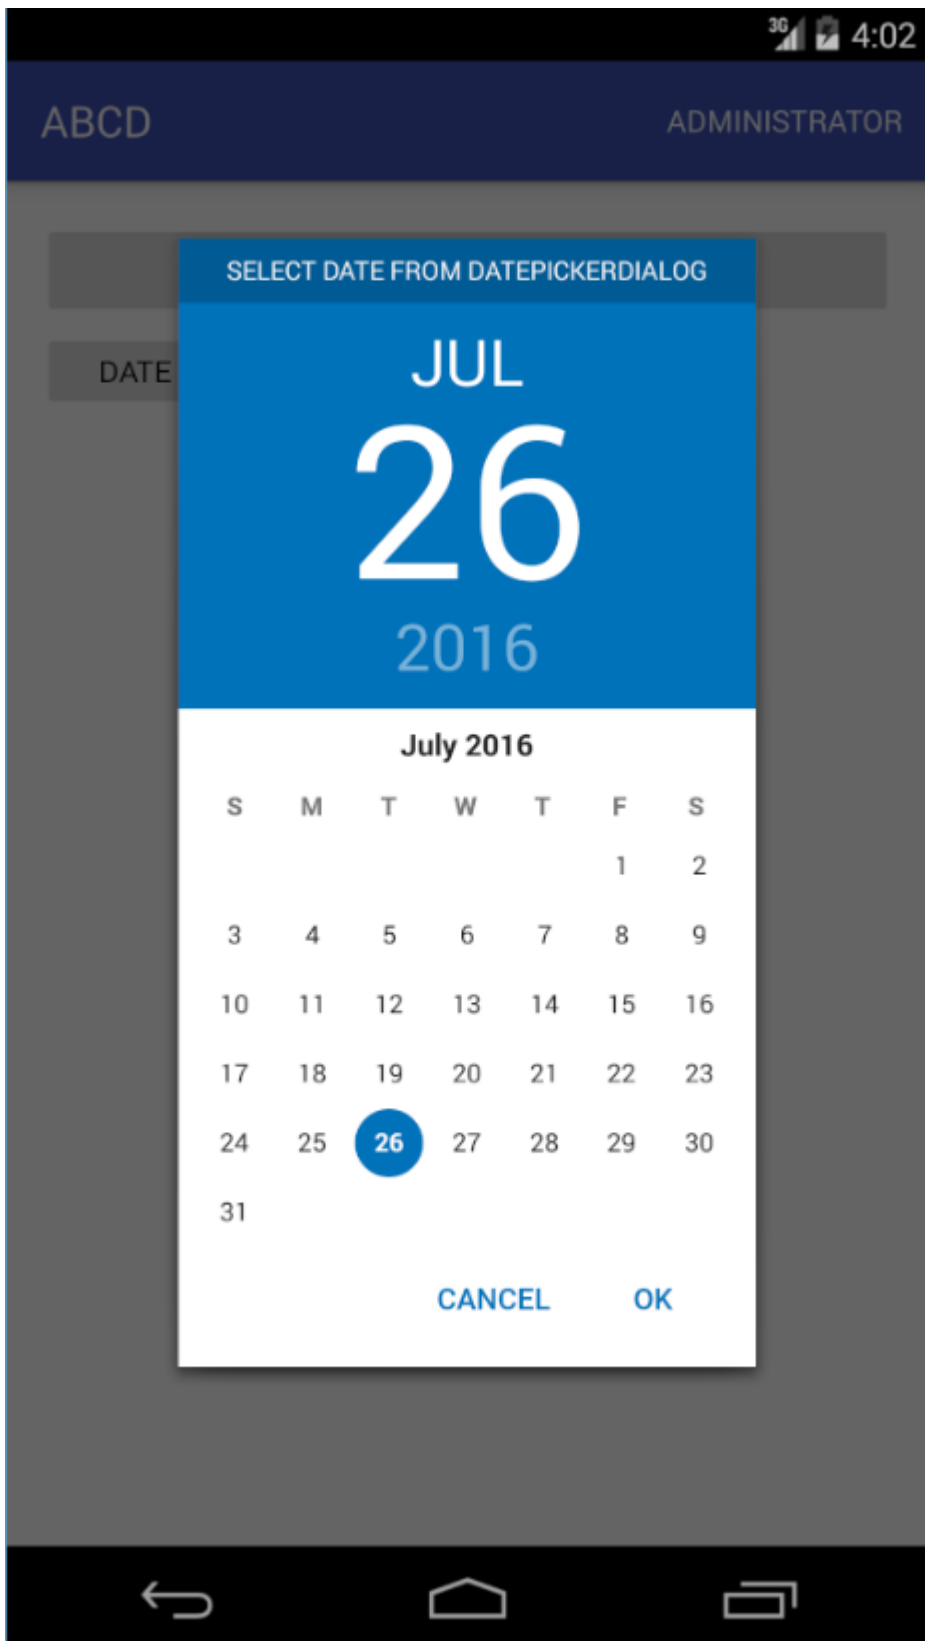 3G 4:02
ABCD ADMINISTRATOR
SELECT DATE FROM DATEPICKERDIALOG
DATE
JUL
26
2016
July 2016
S M T W T F S
1 2
3 4 5 6 7 8 9
10 11 12 13 14 15 16
17 18 19 20 21 22 23
24 25 26 27 28 29 30
31
CANCEL OK